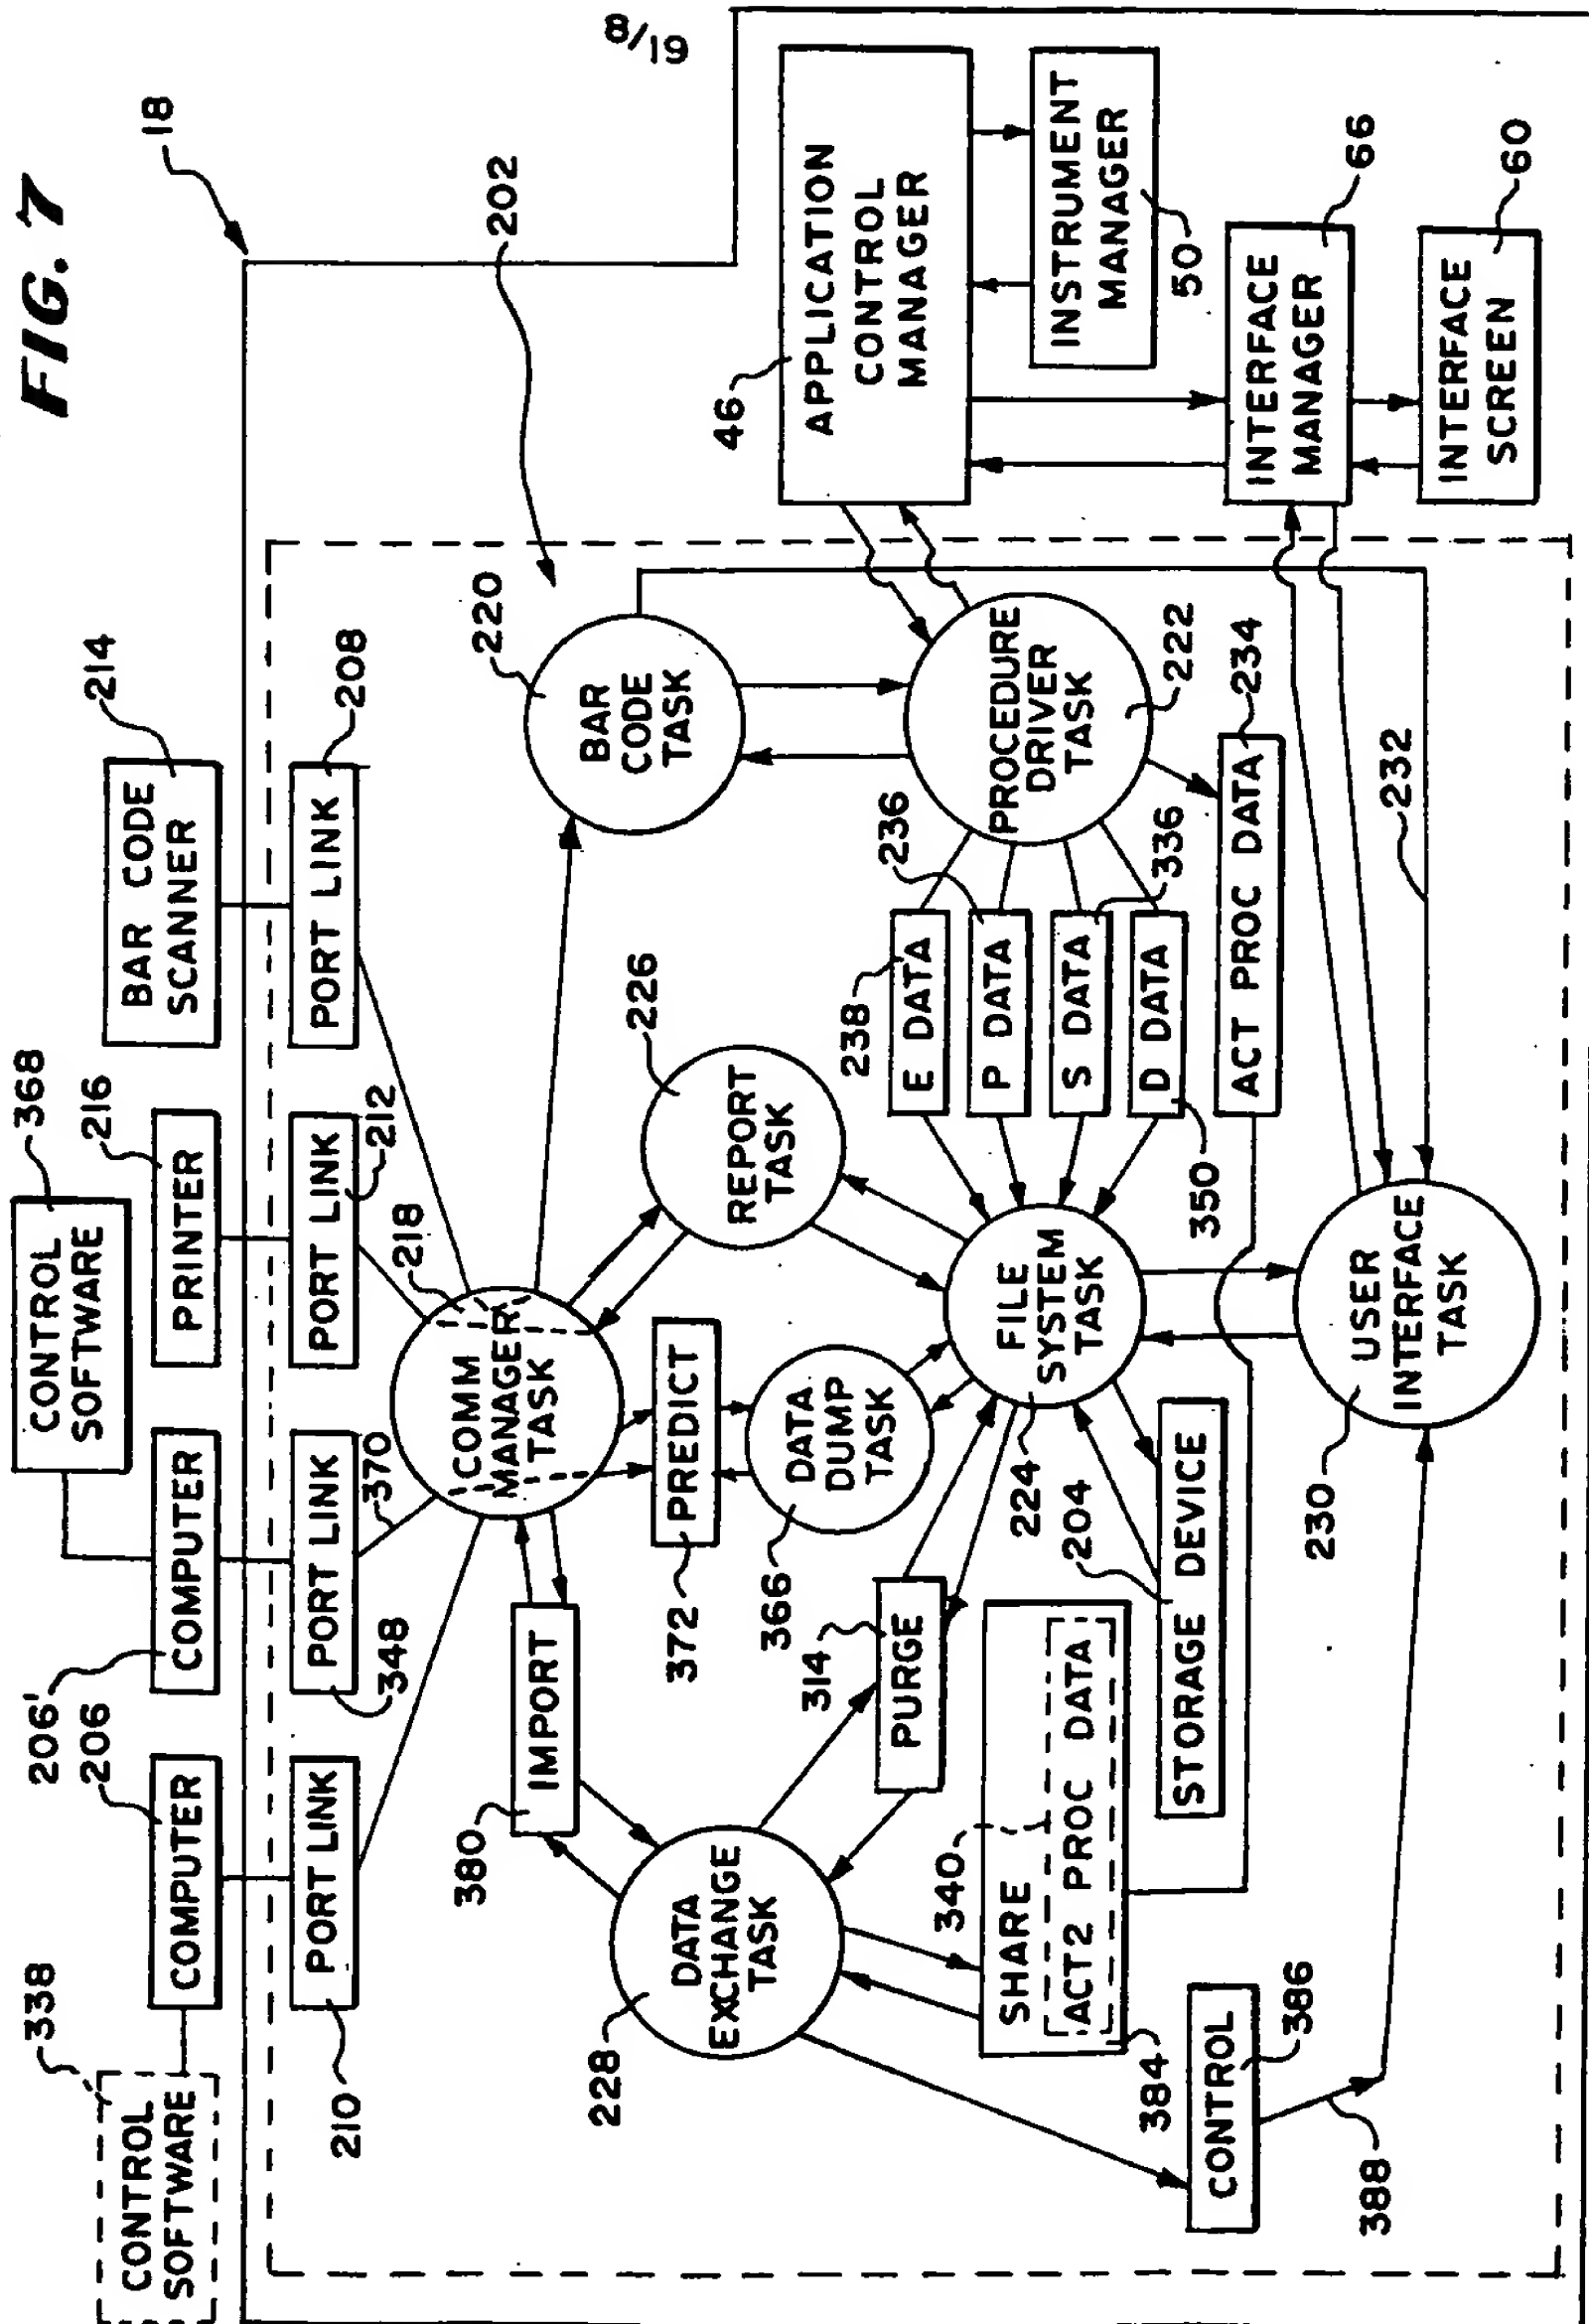 8/19
FIG. 7
18
202
338
CONTROL
SOFTWARE
206
COMPUTER
206'
COMPUTER
368
CONTROL
SOFTWARE
216
PRINTER
214
BAR CODE
SCANNER
210
PORT LINK
348
PORT LINK
370
212
PORT LINK
208
PORT LINK
218
COMM
MANAGER
TASK
220
BAR
CODE
TASK
380
IMPORT
372
PREDICT
226
REPORT
TASK
228
DATA
EXCHANGE
TASK
366
DATA
DUMP
TASK
314
PURGE
224
FILE
SYSTEM
TASK
238
E DATA
236
P DATA
336
S DATA
350
D DATA
PROCEDURE
DRIVER
TASK
222
234
ACT PROC DATA
340
SHARE
ACT2 PROC DATA
384
204
STORAGE DEVICE
386
CONTROL
388
230
USER
INTERFACE
TASK
232
46
APPLICATION
CONTROL
MANAGER
INSTRUMENT
MANAGER
50
66
INTERFACE
MANAGER
60
INTERFACE
SCREEN